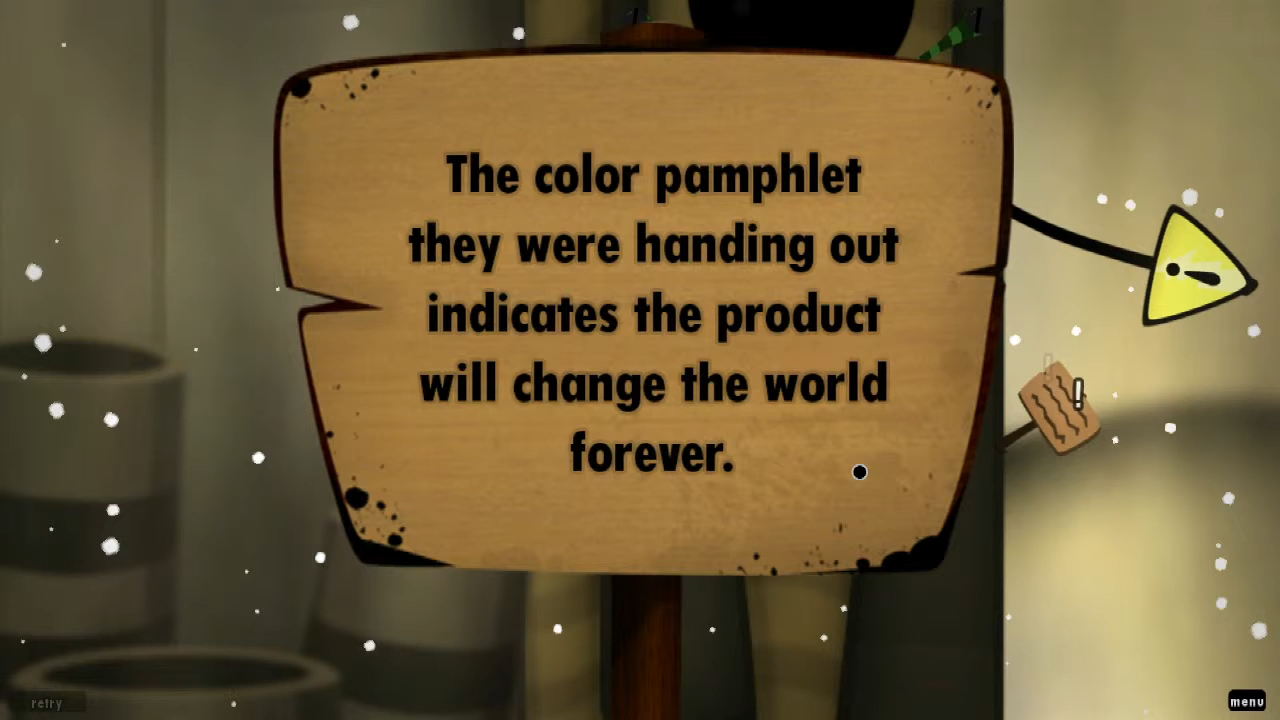 The color pamphlet
they were handing out
indicates the product
will change the world
forever.
!
retry
menu